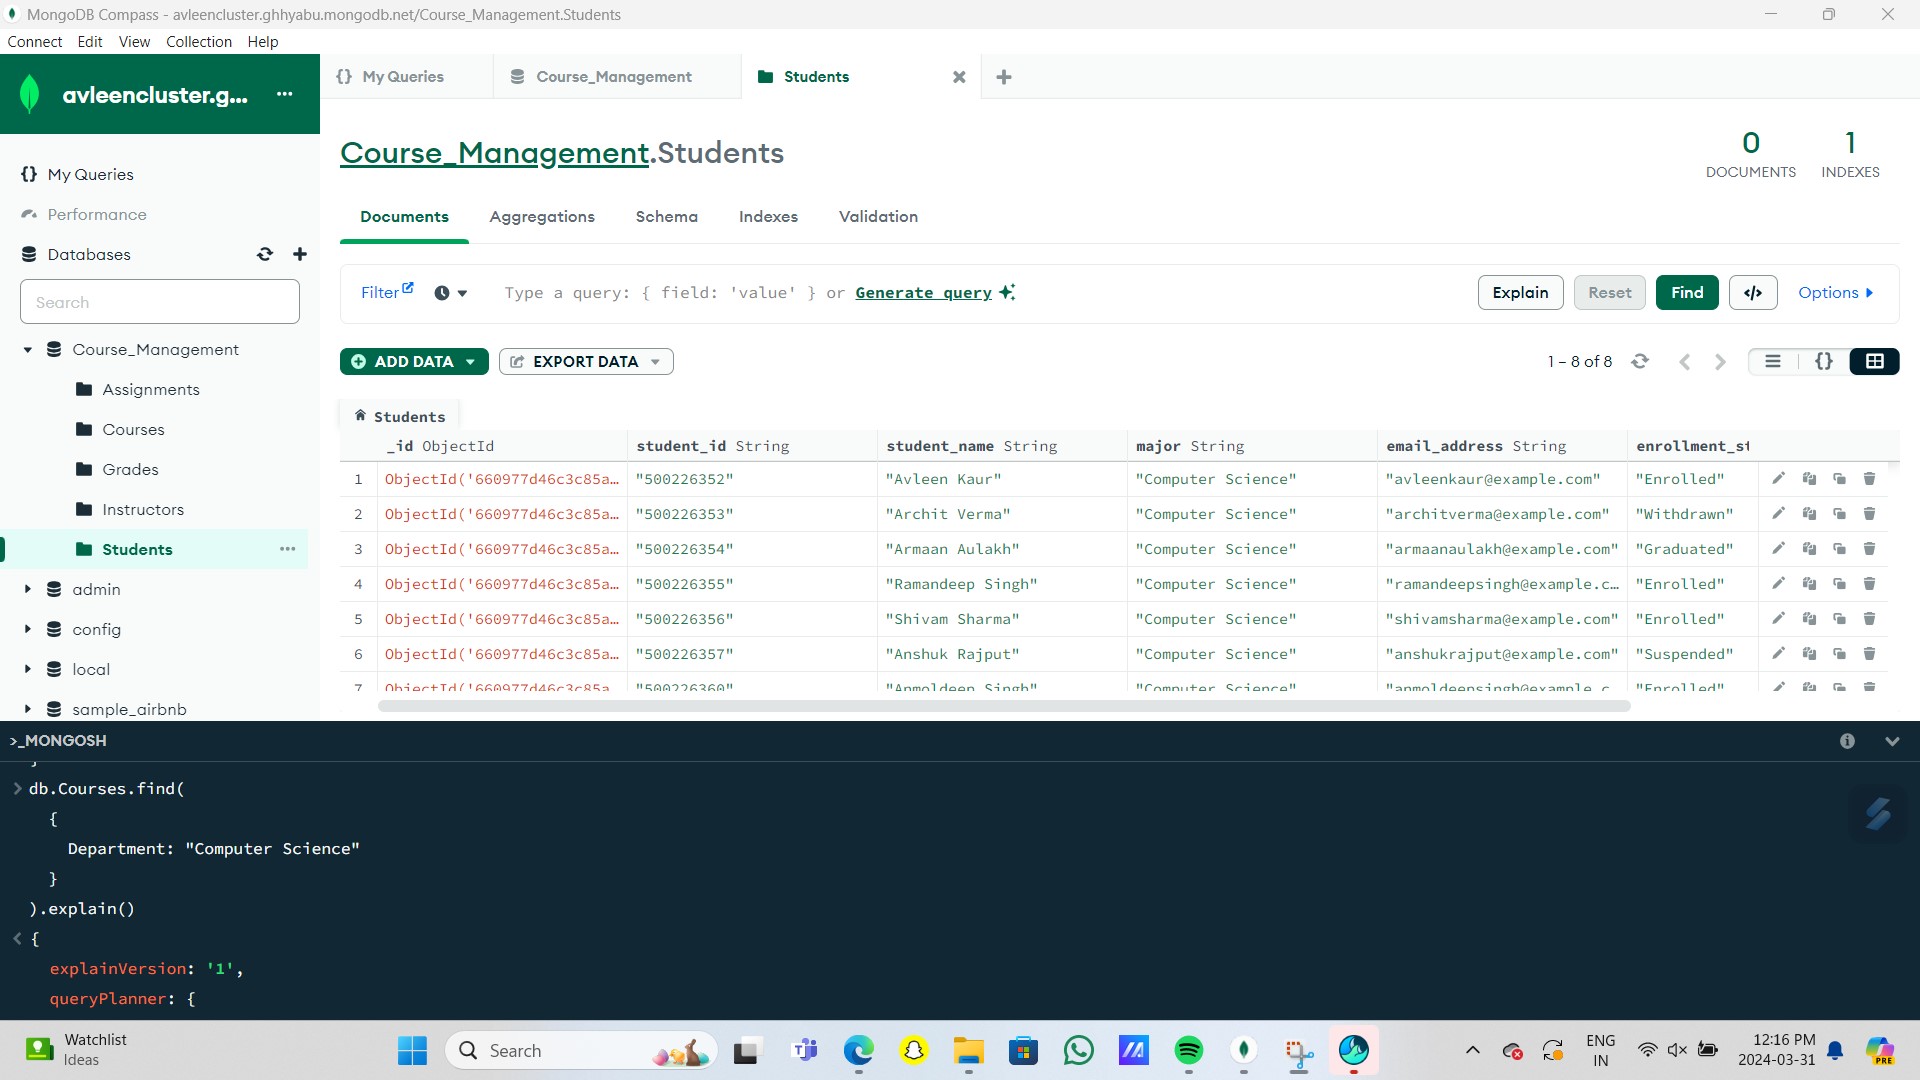 MongoDB Compass - avleencluster.ghhyabu.mongodb.net/Course_Management.Students
Connect Edit View Collection Help
avleencluster.g...
{} My Queries
Course_Management
Students
My Queries
Performance
Databases
Search
Course_Management
Assignments
Courses
Grades
Instructors
Students
admin
config
local
sample_airbnb
Course_Management.Students
0
DOCUMENTS
1
INDEXES
Documents Aggregations Schema Indexes Validation
Filter Type a query: { field: 'value' } or Generate query Explain Reset Find </> Options
ADD DATA EXPORT DATA 1 – 8 of 8 {}
Students
_id ObjectId student_id String student_name String major String email_address String enrollment_st
1 ObjectId('660977d46c3c85a… "500226352" "Avleen Kaur" "Computer Science" "avleenkaur@example.com" "Enrolled"
2 ObjectId('660977d46c3c85a… "500226353" "Archit Verma" "Computer Science" "architverma@example.com" "Withdrawn"
3 ObjectId('660977d46c3c85a… "500226354" "Armaan Aulakh" "Computer Science" "armaanaulakh@example.com" "Graduated"
4 ObjectId('660977d46c3c85a… "500226355" "Ramandeep Singh" "Computer Science" "ramandeepsingh@example.c… "Enrolled"
5 ObjectId('660977d46c3c85a… "500226356" "Shivam Sharma" "Computer Science" "shivamsharma@example.com" "Enrolled"
6 ObjectId('660977d46c3c85a… "500226357" "Anshuk Rajput" "Computer Science" "anshukrajput@example.com" "Suspended"
7 ObjectId('660977d46c3c85a… "500226360" "Anmoldeep Singh" "Computer Science" "anmoldeepsingh@example.c… "Enrolled"
>_MONGOSH
}
> db.Courses.find(
{
Department: "Computer Science"
}
).explain()
< {
explainVersion: '1',
queryPlanner: {
Watchlist
Ideas
Search
ENG
IN
12:16 PM
2024-03-31
PRE